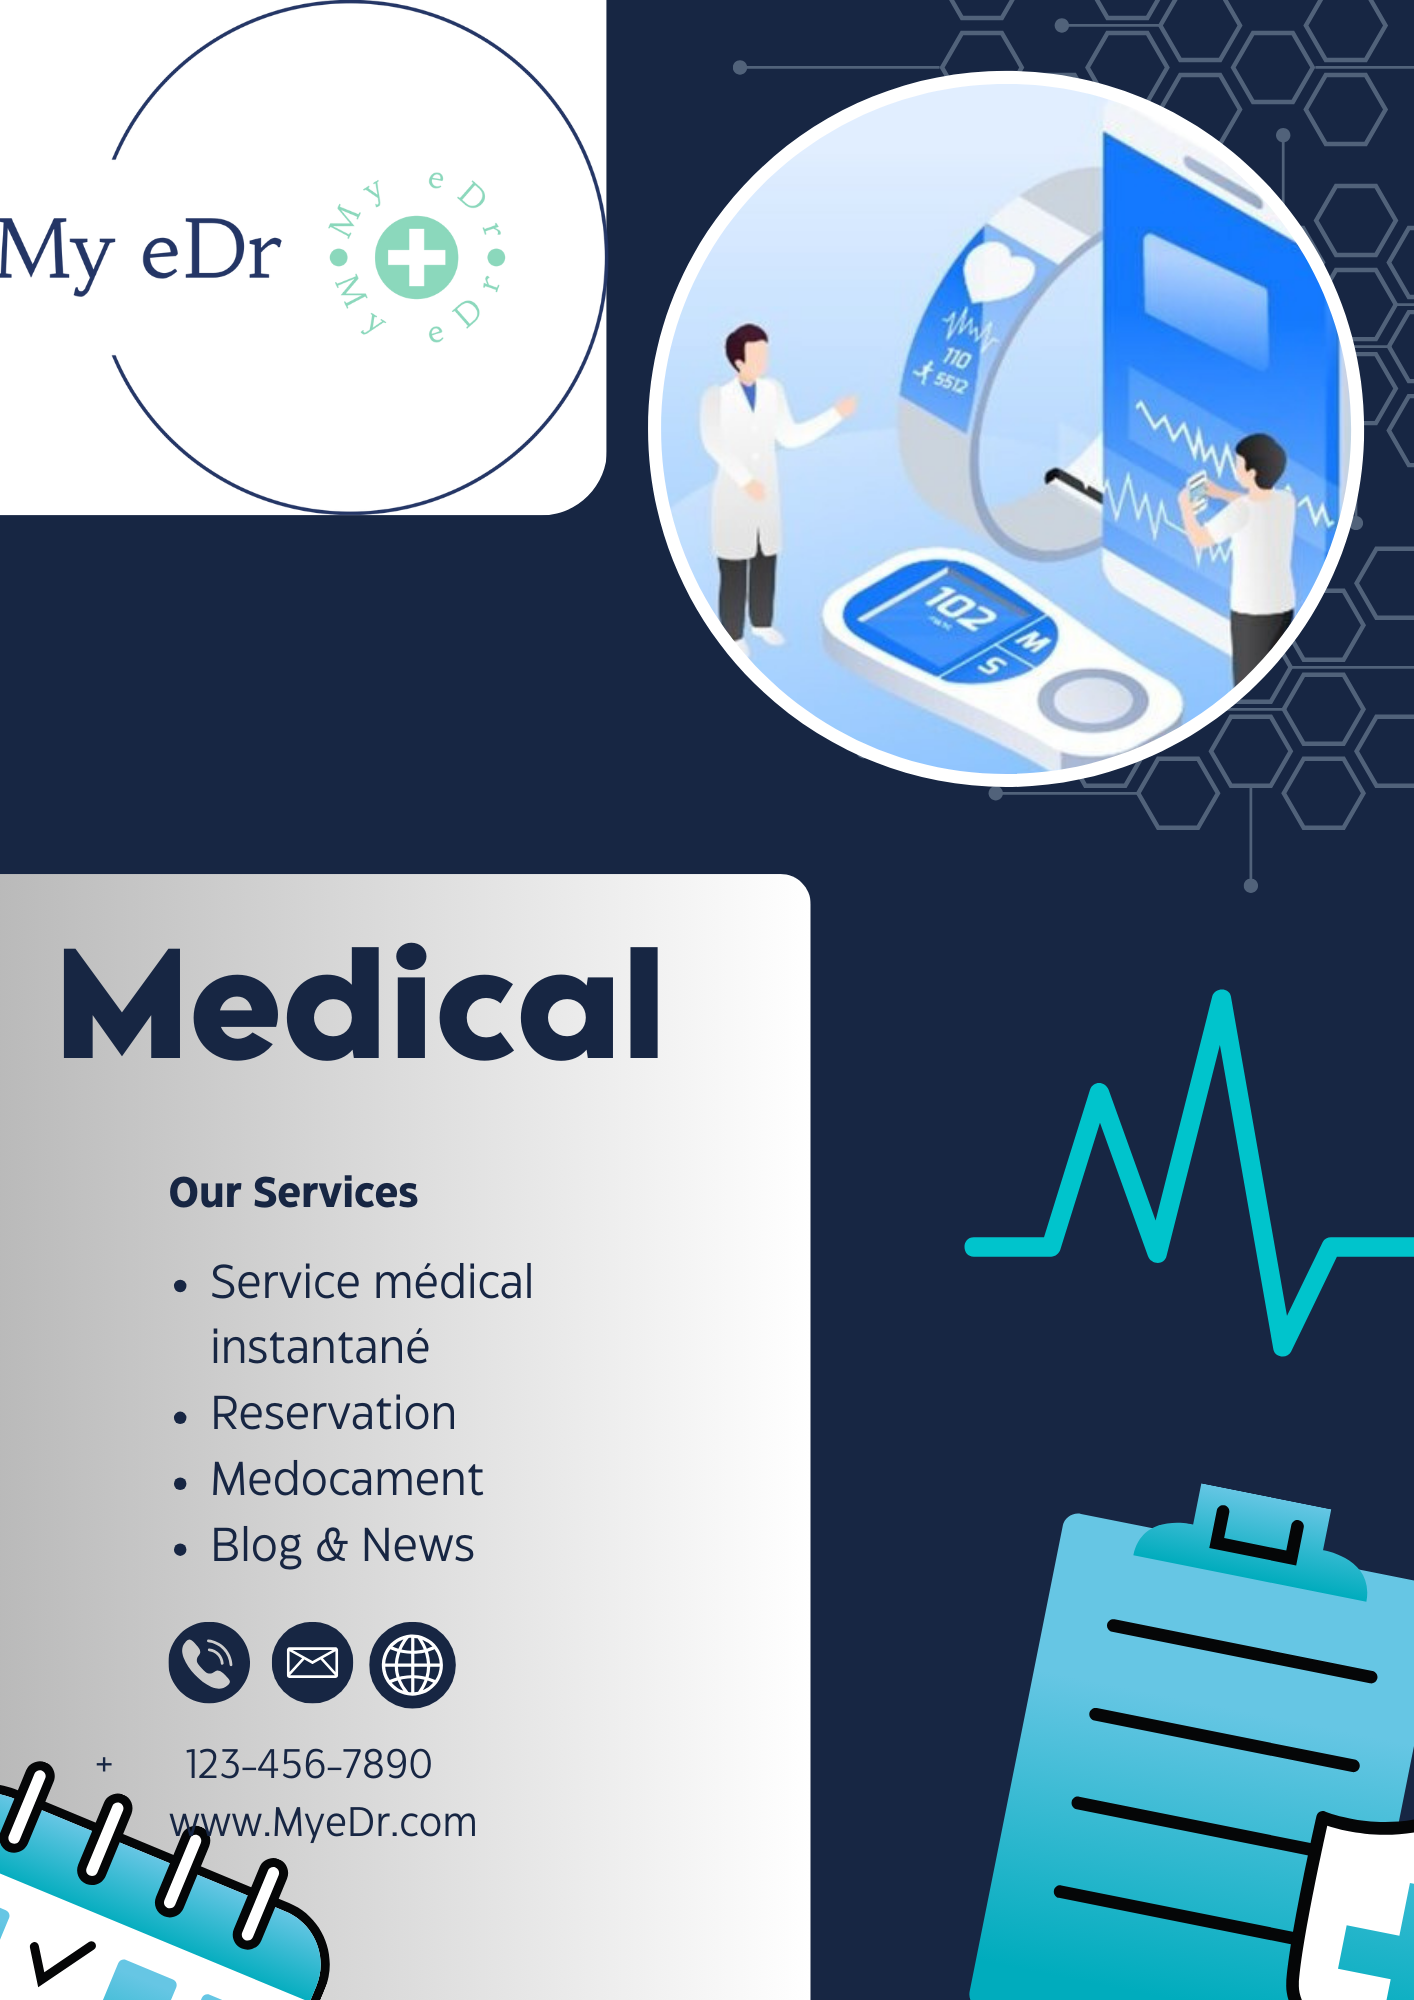 My eDr
My eDr
My eDr
110
5512
102
M
S
Medical
Our Services
• Service médical
instantané
• Reservation
• Medocament
• Blog & News
+ 123-456-7890
www.MyeDr.com